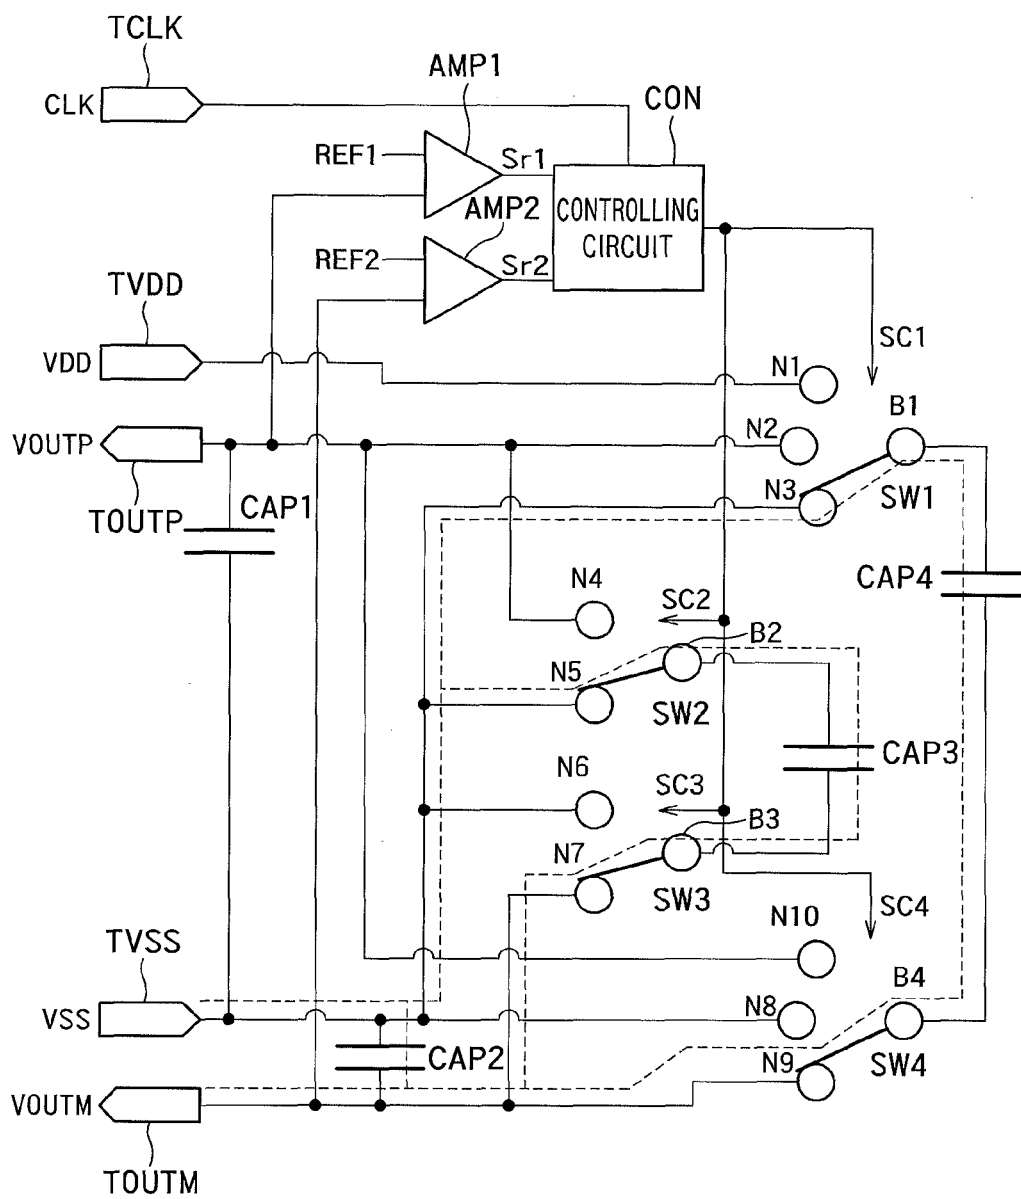 TCLK
CLK
AMP1
CON
REF1
Sr1
AMP2
CONTROLLING
CIRCUIT
REF2
Sr2
TVDD
VDD
SC1
N1
B1
VOUTP
N2
TOUTP
CAP1
N3
SW1
CAP4
N4
SC2
B2
N5
SW2
CAP3
N6
SC3
B3
N7
SW3
SC4
N10
TVSS
B4
VSS
N8
CAP2
N9
SW4
VOUTM
TOUTM